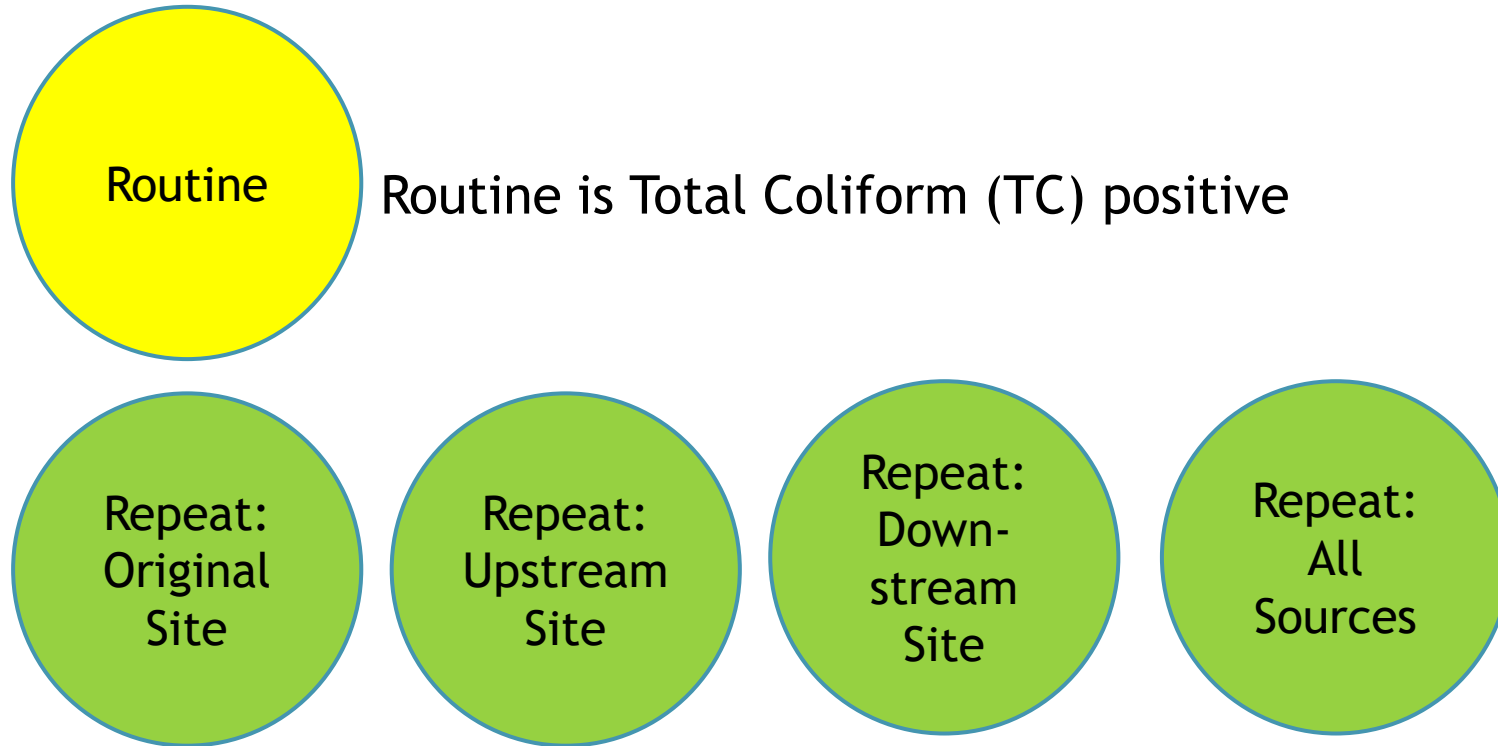 Routine
Routine is Total Coliform (TC) positive
Repeat:
Original
Site
Repeat:
Upstream
Site
Repeat:
Down-
stream
Site
Repeat:
All
Sources